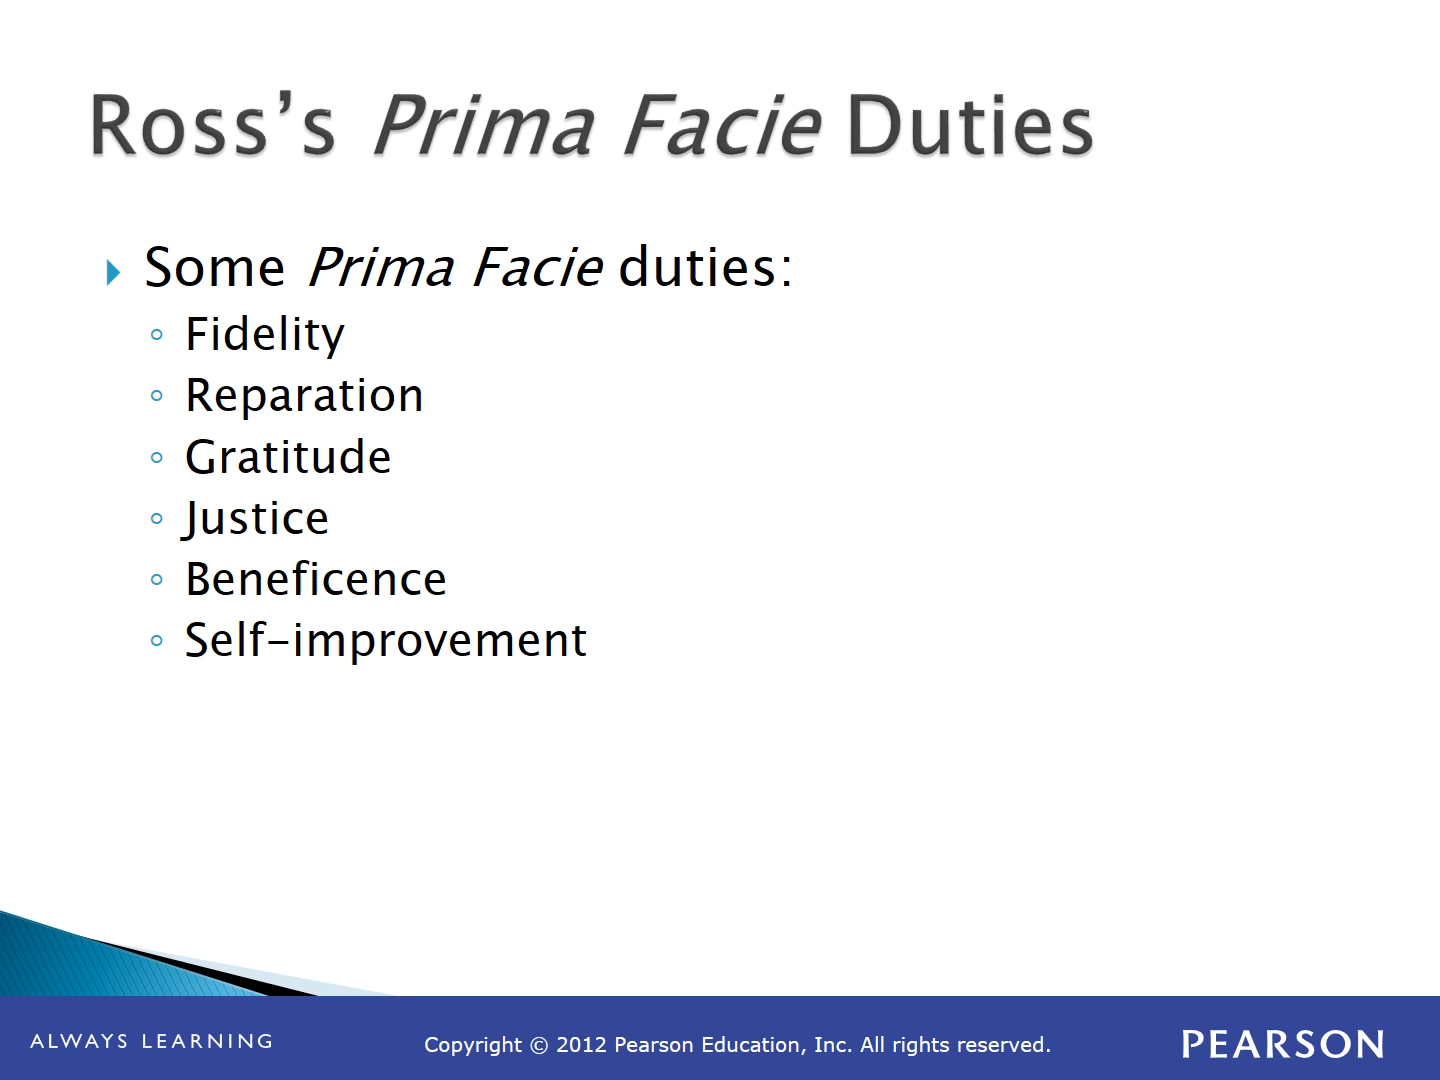 Ross’s Prima Facie Duties
Some Prima Facie duties:
Fidelity
Reparation
Gratitude
Justice
Beneficence
Self-improvement
ALWAYS LEARNING
Copyright © 2012 Pearson Education, Inc. All rights reserved.
PEARSON